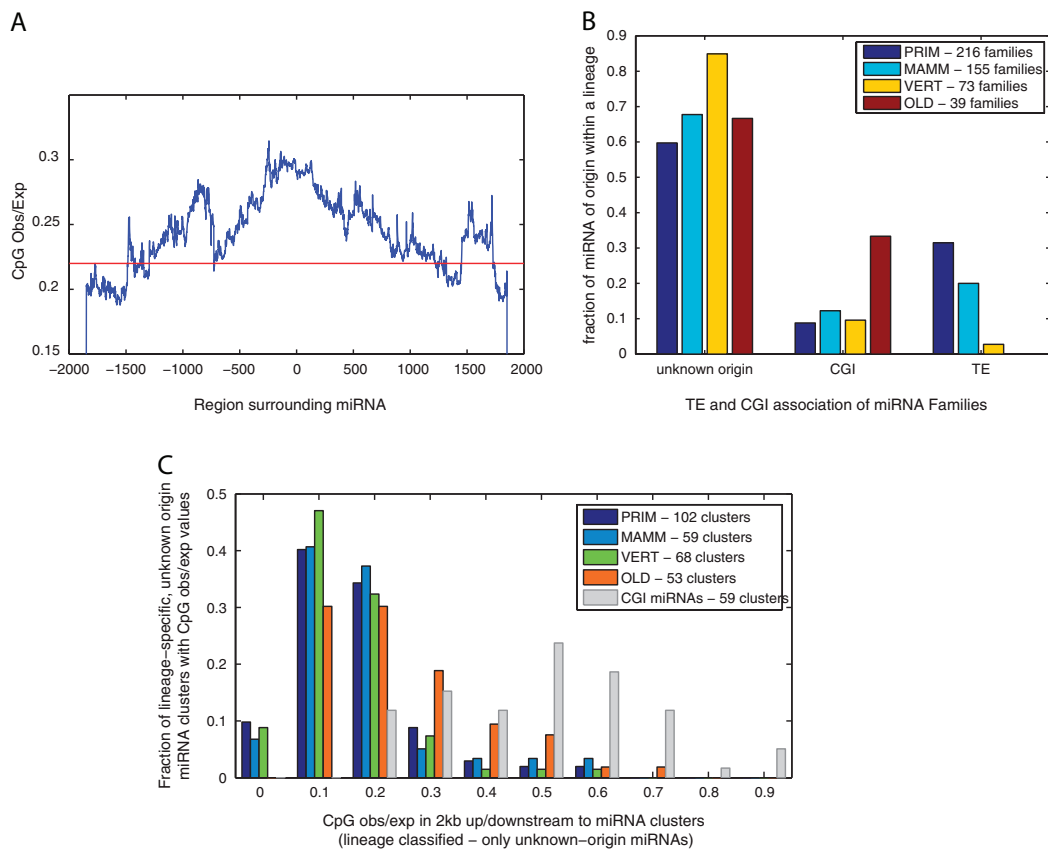 A
CpG Obs/Exp
0.3
0.25
0.2
0.15
−2000 −1500 −1000 −500 0 500 1000 1500 2000
Region surrounding miRNA
B
fraction of miRNA of origin within a lineage
0.9
0.8
0.7
0.6
0.5
0.4
0.3
0.2
0.1
0
PRIM − 216 families
MAMM − 155 families
VERT − 73 families
OLD − 39 families
unknown origin CGI TE
TE and CGI association of miRNA Families
C
Fraction of lineage−specific, unknown origin
miRNA clusters with CpG obs/exp values
0.5
0.4
0.3
0.2
0.1
0
PRIM − 102 clusters
MAMM − 59 clusters
VERT − 68 clusters
OLD − 53 clusters
CGI miRNAs − 59 clusters
0 0.1 0.2 0.3 0.4 0.5 0.6 0.7 0.8 0.9
CpG obs/exp in 2kb up/downstream to miRNA clusters
(lineage classified − only unknown−origin miRNAs)